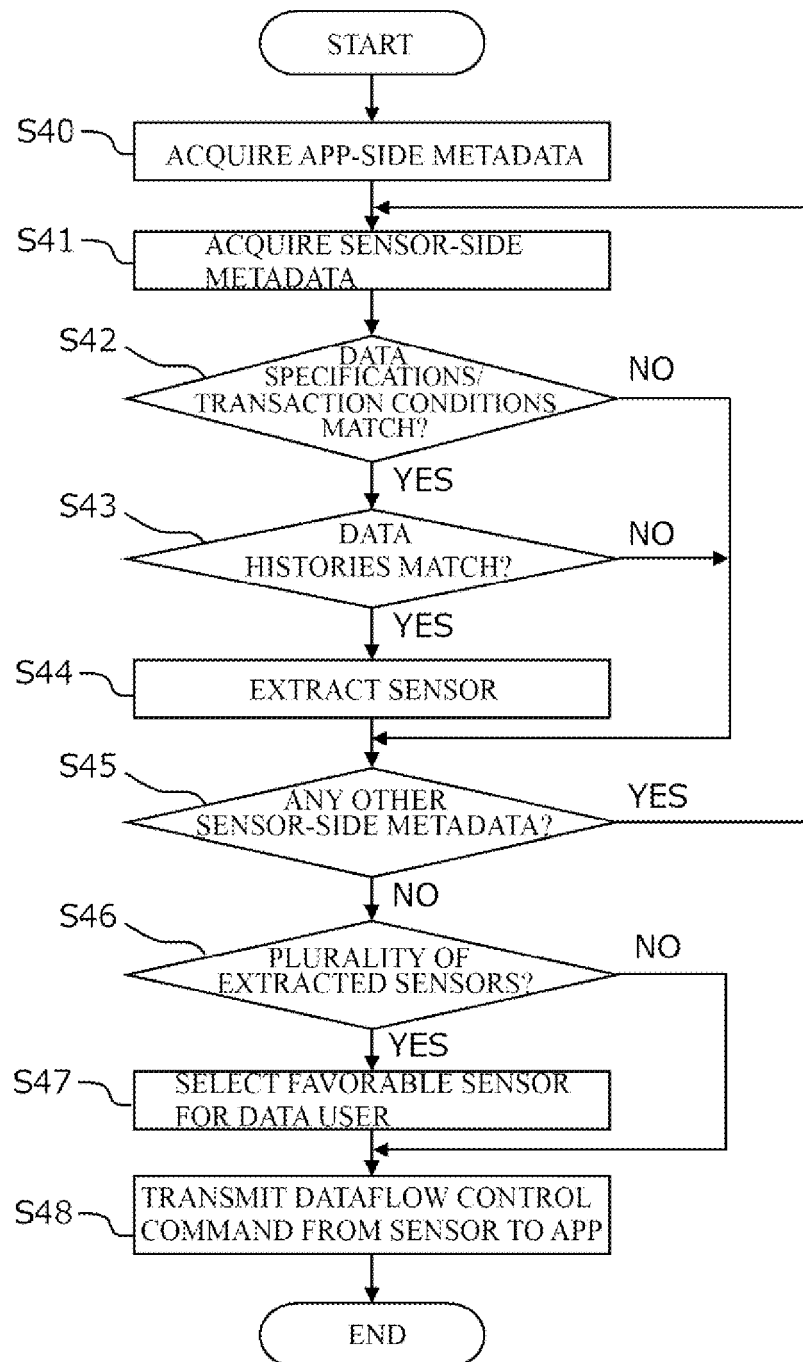 START
S40
ACQUIRE APP-SIDE METADATA
S41
ACQUIRE SENSOR-SIDE
METADATA
S42
DATA
SPECIFICATIONS/
TRANSACTION CONDITIONS
MATCH?
NO
YES
S43
DATA
HISTORIES MATCH?
NO
YES
S44
EXTRACT SENSOR
S45
ANY OTHER
SENSOR-SIDE METADATA?
YES
NO
S46
PLURALITY OF
EXTRACTED SENSORS?
NO
YES
S47
SELECT FAVORABLE SENSOR
FOR DATA USER
S48
TRANSMIT DATAFLOW CONTROL
COMMAND FROM SENSOR TO APP
END